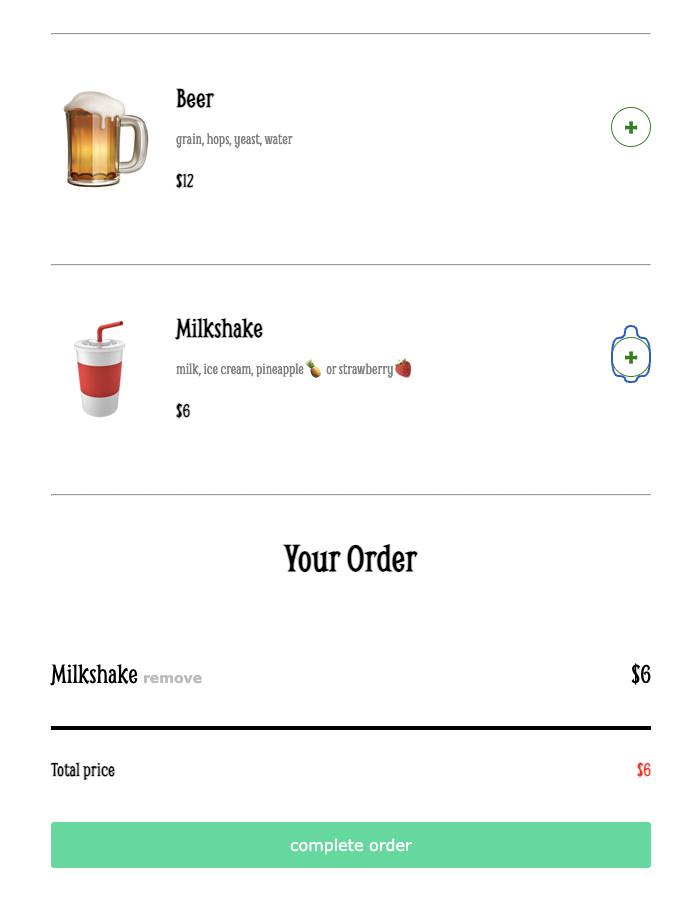 Beer
grain, hops, yeast, water
$12
Milkshake
milk, ice cream, pineapple🍍 or strawberry🍓
$6
Your Order
Milkshake remove $6
Total price $6
complete order